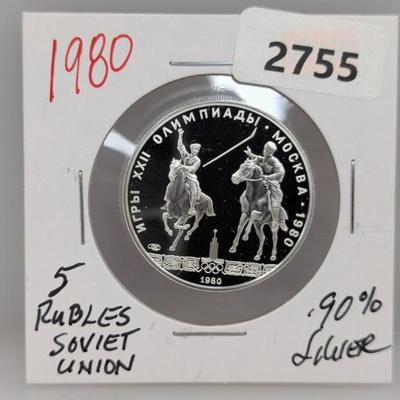 1980
2755
ИГРЫ XXII ОЛИМПИАДЫ • МОСКВА • 1980
1980
5
RUBLES
SOVIET
UNION
.90%
Silver